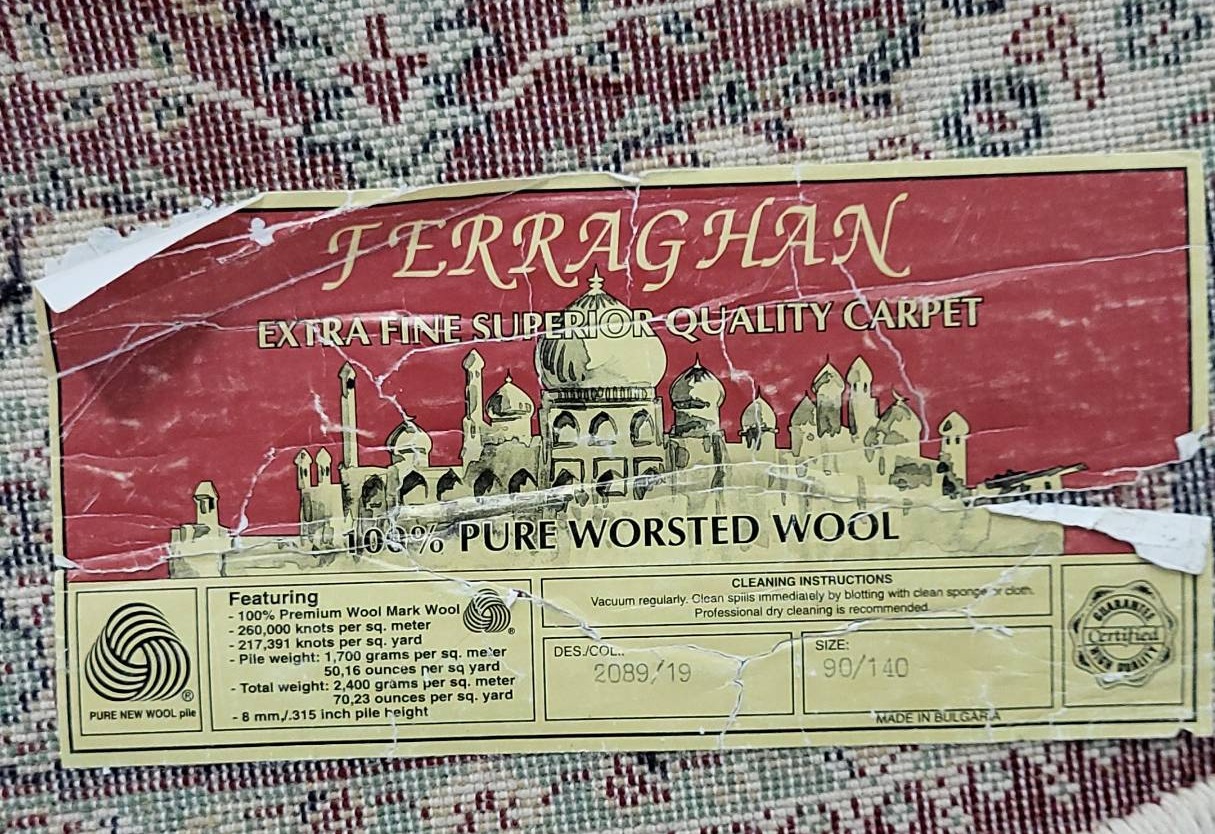 FERRAGHAN
EXTRA FINE SUPERIOR QUALITY CARPET
100% PURE WORSTED WOOL
®
PURE NEW WOOL pile
Featuring
- 100% Premium Wool Mark Wool
®
- 260,000 knots per sq. meter
- 217,391 knots per sq. yard
- Pile weight: 1,700 grams per sq. meter
50,16 ounces per sq yard
- Total weight: 2,400 grams per sq. meter
70,23 ounces per sq. yard
- 8 mm,/.315 inch pile height
CLEANING INSTRUCTIONS
Vacuum regularly. Clean spills immediately by blotting with clean sponge or cloth.
Professional dry cleaning is recommended
DES./COL.:
2089/19
SIZE:
90/140
MADE IN BULGARIA
GUARANTEE
Certified
HIGH QUALITY